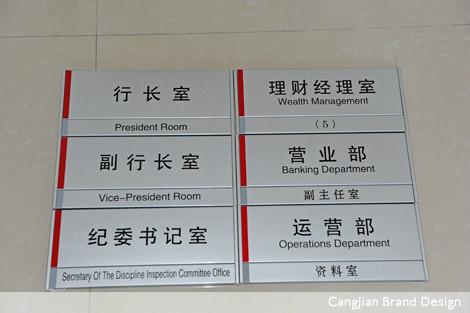 行长室
President Room
副行长室
Vice-President Room
纪委书记室
Secretary Of The Discipline Inspection Committee Office
理财经理室
Wealth Management
（5）
营业部
Banking Department
副主任室
运营部
Operations Department
资料室
Cangjian Brand Design